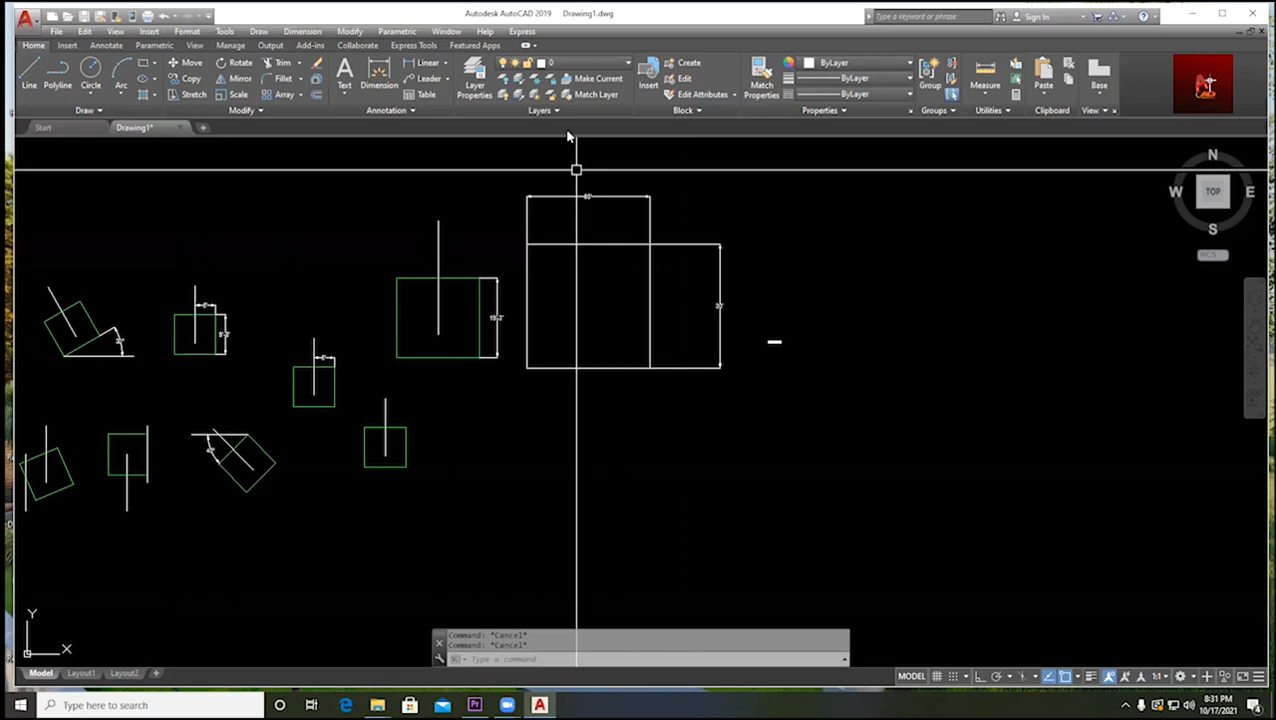 Autodesk AutoCAD 2019 Drawing1.dwg
Type a keyword or phrase
Sign In
File Edit View Insert Format Tools Draw Dimension Modify Parametric Window Help Express
Home Insert Annotate Parametric View Manage Output Add-ins Collaborate Express Tools Featured Apps
Line Polyline Circle Arc
Move Rotate Trim
Copy Mirror Fillet
Stretch Scale Array
Text Dimension
Linear
Leader
Table
Layer Properties
0
Make Current
Match Layer
Insert
Create
Edit
Edit Attributes
Match Properties
ByLayer
ByLayer
ByLayer
Group
Measure
Paste
Base
Draw Modify Annotation Layers Block Properties Groups Utilities Clipboard View
Start Drawing1*
N
W TOP E
S
WCS
Y
X
Command: *Cancel*
Command: *Cancel*
Type a command
Model Layout1 Layout2
MODEL
1:1
Type here to search
Pr
A
8:31 PM
10/17/2021